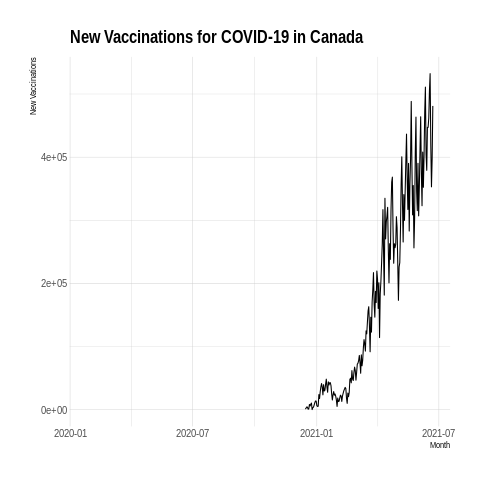 New Vaccinations for COVID-19 in Canada
New Vaccinations
4e+05
2e+05
0e+00
2020-01
2020-07
2021-01
2021-07
Month